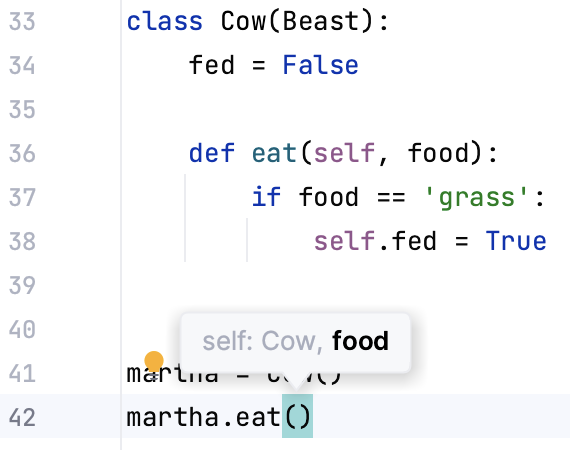 33 class Cow(Beast):
34     fed = False
35
36     def eat(self, food):
37         if food == 'grass':
38             self.fed = True
39
40
self: Cow, food
41 martha = Cow()
42 martha.eat()